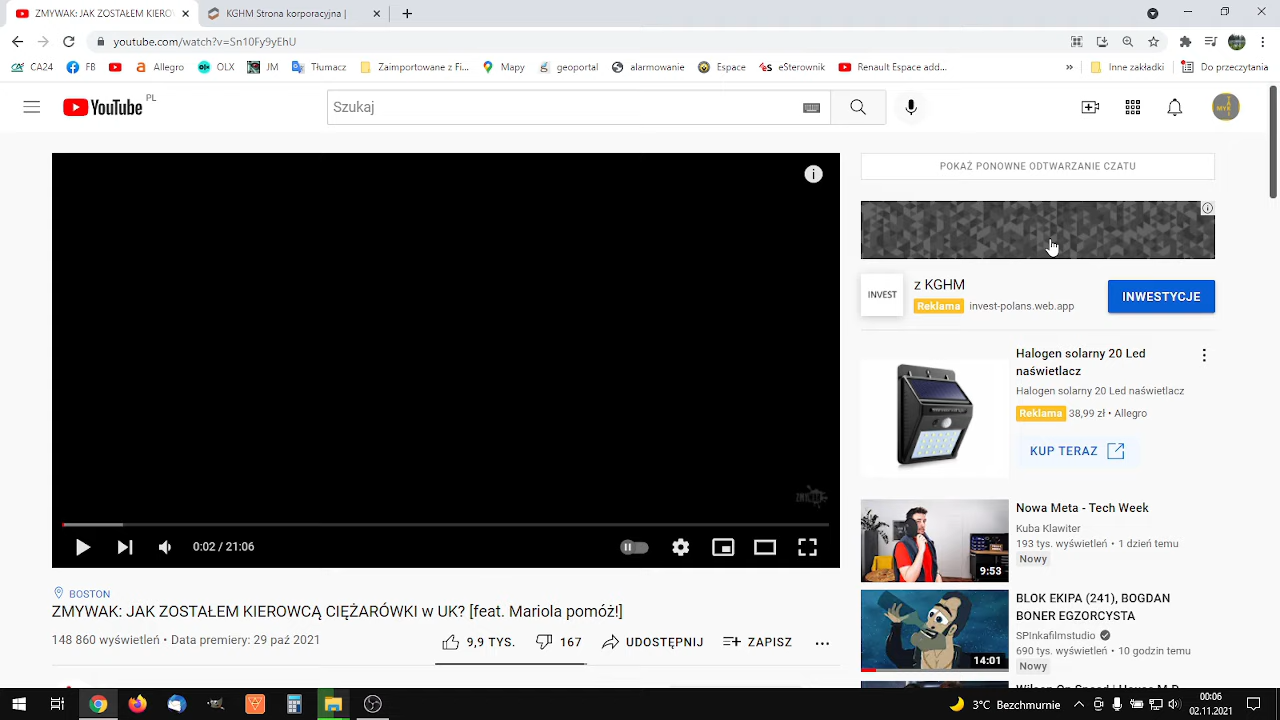 ZMYWAK: JAK ZOSTAŁEM KIEROW
KGHM Strona korporacyjna |
youtube.com/watch?v=Sn10Fy9yEhU
CA24
FB
Allegro
OLX
JM
Tłumacz
Zaimportowane z Fi...
Mapy
geoportal
alarmowanie
Espace
eSterownik
Renault Espace add...
»
Inne zakładki
Do przeczytania
YouTube PL
Szukaj
POKAŻ PONOWNE ODTWARZANIE CZATU
INVEST
z KGHM
Reklama invest-polans.web.app
INWESTYCJE
Halogen solarny 20 Led
naświetlacz
Halogen solarny 20 Led naświetlacz
Reklama 38,99 zł • Allegro
KUP TERAZ
0:02 / 21:06
Nowa Meta - Tech Week
Kuba Klawiter
193 tys. wyświetleń • 1 dzień temu
Nowy
9:53
BLOK EKIPA (241), BOGDAN
BONER EGZORCYSTA
SPInkafilmstudio
690 tys. wyświetleń • 10 godzin temu
Nowy
14:01
BOSTON
ZMYWAK: JAK ZOSTAŁEM KIEROWCĄ CIĘŻARÓWKI w UK? [feat. Mariola pomóż!]
148 860 wyświetleń • Data premiery: 29 paź 2021
9,9 TYS.
167
UDOSTĘPNIJ
ZAPISZ
3°C Bezchmurnie
00:06
02.11.2021